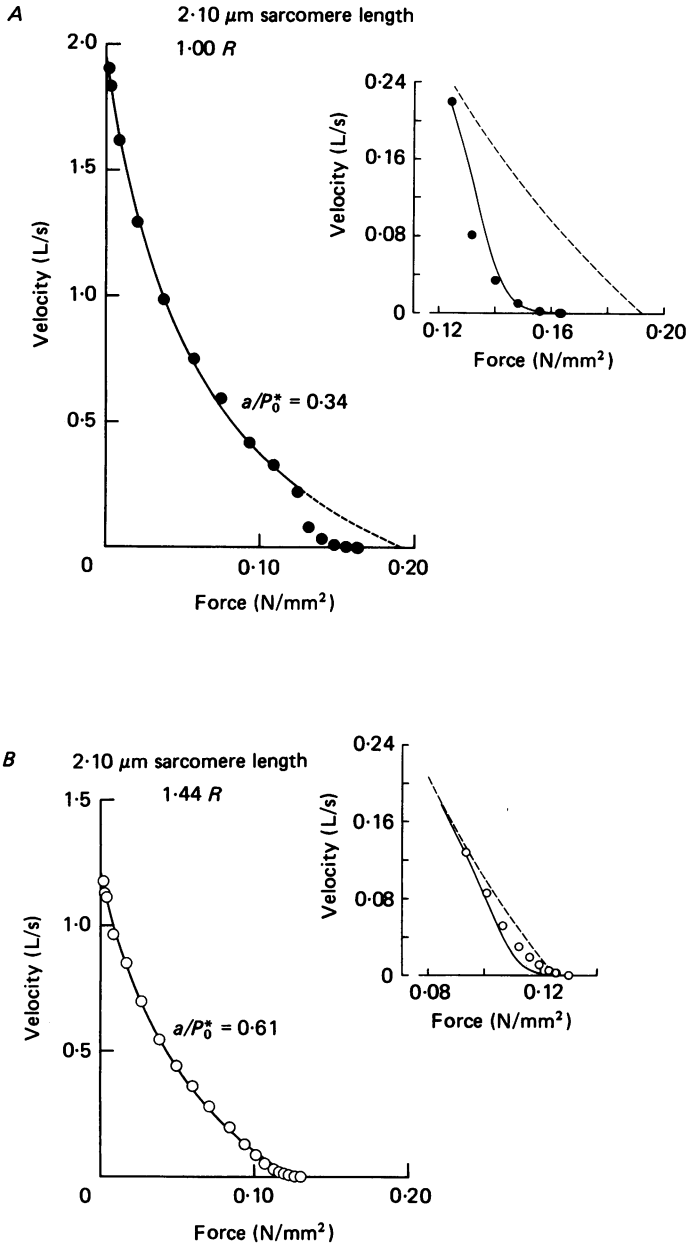 A
2·10 μm sarcomere length
1·00 R
2·0
1·5
1·0
0·5
0
0·10
0·20
Velocity (L/s)
Force (N/mm²)
a/P₀* = 0·34
0·24
0·16
0·08
0
0·12
0·16
0·20
Velocity (L/s)
Force (N/mm²)
B
2·10 μm sarcomere length
1·44 R
1·5
1·0
0·5
0
0·10
0·20
Velocity (L/s)
Force (N/mm²)
a/P₀* = 0·61
0·24
0·16
0·08
0
0·08
0·12
Velocity (L/s)
Force (N/mm²)